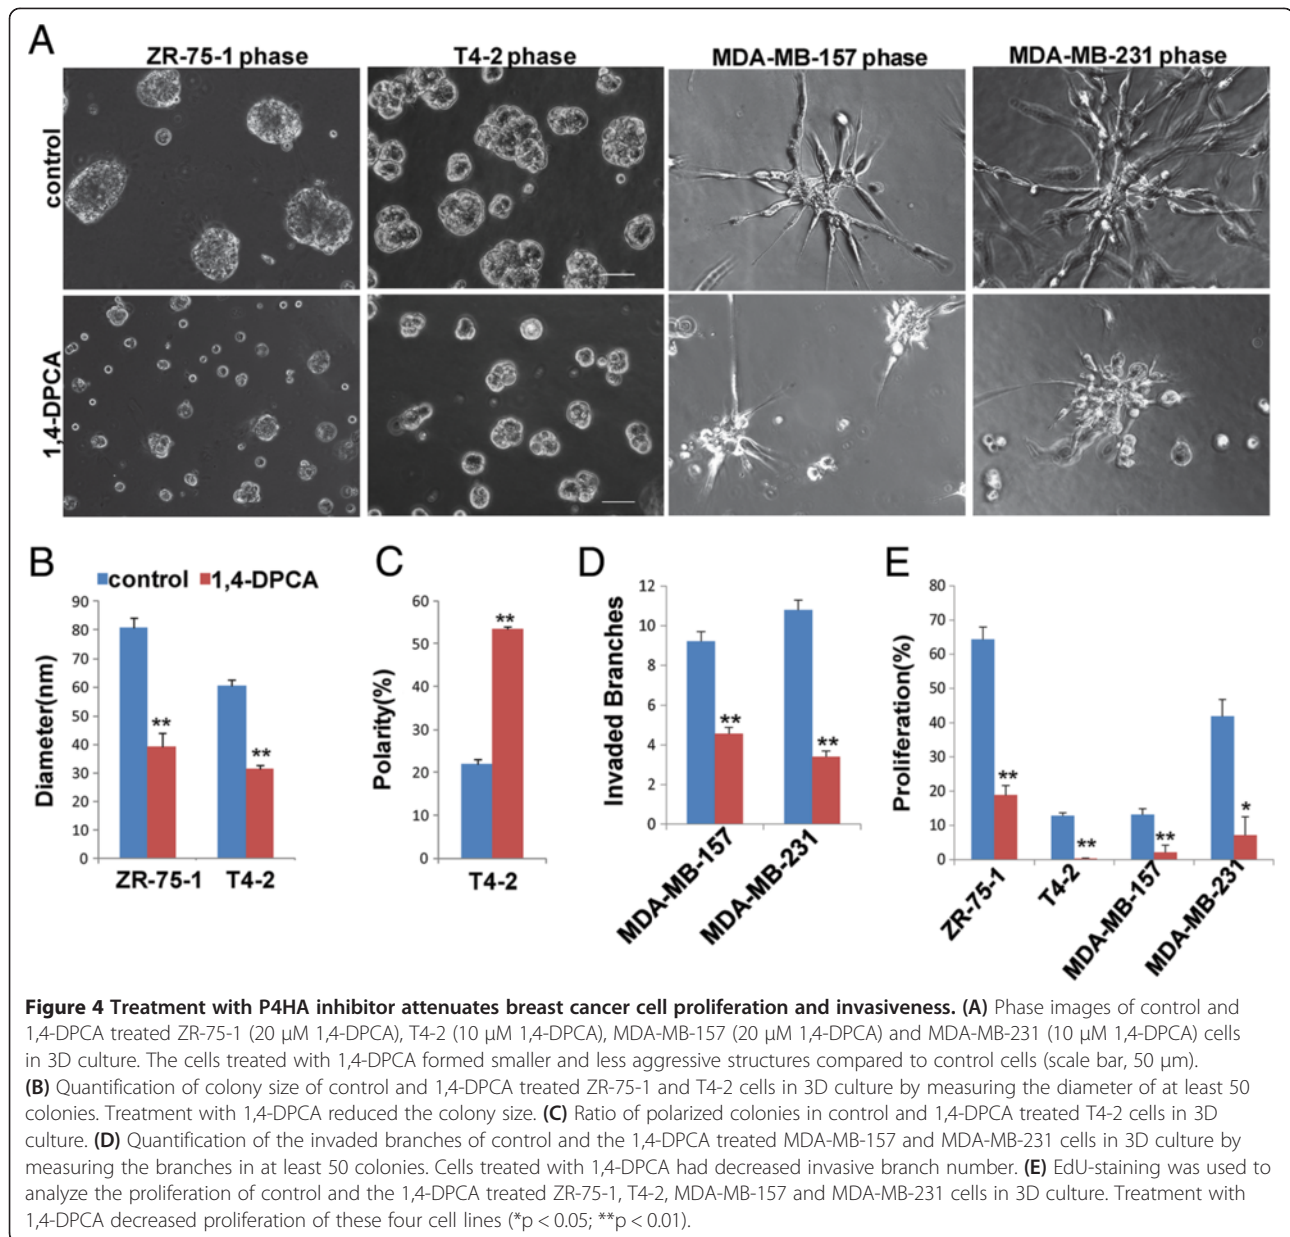 A
ZR-75-1 phase
T4-2 phase
MDA-MB-157 phase
MDA-MB-231 phase
control
1,4-DPCA
B
control 1,4-DPCA
Diameter(nm)
90
80
70
60
50
40
30
20
10
0
**
**
ZR-75-1
T4-2
C
Polarity(%)
60
50
40
30
20
10
0
**
T4-2
D
Invaded Branches
12
10
8
6
4
2
0
**
**
MDA-MB-157
MDA-MB-231
E
Proliferation(%)
80
70
60
50
40
30
20
10
0
**
**
**
*
ZR-75-1
T4-2
MDA-MB-157
MDA-MB-231
Figure 4 Treatment with P4HA inhibitor attenuates breast cancer cell proliferation and invasiveness. (A) Phase images of control and
1,4-DPCA treated ZR-75-1 (20 μM 1,4-DPCA), T4-2 (10 μM 1,4-DPCA), MDA-MB-157 (20 μM 1,4-DPCA) and MDA-MB-231 (10 μM 1,4-DPCA) cells
in 3D culture. The cells treated with 1,4-DPCA formed smaller and less aggressive structures compared to control cells (scale bar, 50 μm).
(B) Quantification of colony size of control and 1,4-DPCA treated ZR-75-1 and T4-2 cells in 3D culture by measuring the diameter of at least 50
colonies. Treatment with 1,4-DPCA reduced the colony size. (C) Ratio of polarized colonies in control and 1,4-DPCA treated T4-2 cells in 3D
culture. (D) Quantification of the invaded branches of control and the 1,4-DPCA treated MDA-MB-157 and MDA-MB-231 cells in 3D culture by
measuring the branches in at least 50 colonies. Cells treated with 1,4-DPCA had decreased invasive branch number. (E) EdU-staining was used to
analyze the proliferation of control and the 1,4-DPCA treated ZR-75-1, T4-2, MDA-MB-157 and MDA-MB-231 cells in 3D culture. Treatment with
1,4-DPCA decreased proliferation of these four cell lines (*p < 0.05; **p < 0.01).